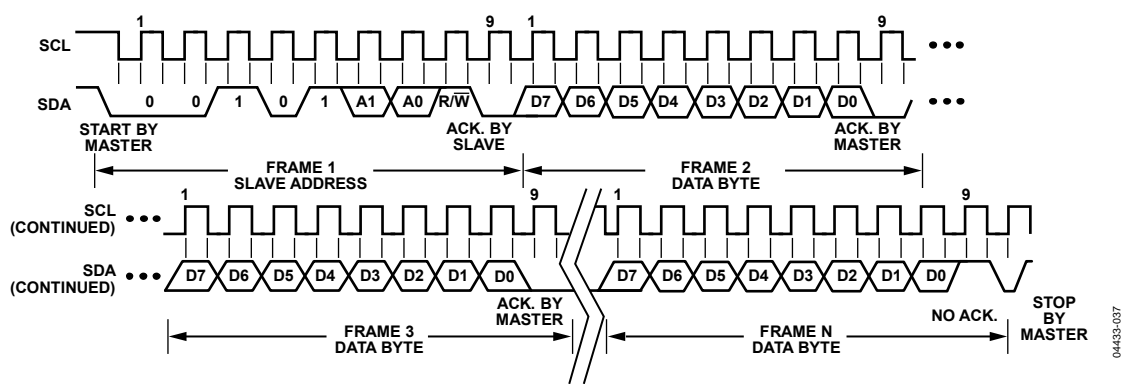 1 9 1 9
SCL
SDA 0 0 1 0 1 A1 A0 R/W̅ D7 D6 D5 D4 D3 D2 D1 D0
START BY
MASTER
ACK. BY
SLAVE
ACK. BY
MASTER
FRAME 1
SLAVE ADDRESS
FRAME 2
DATA BYTE
1 9 1 9
SCL
(CONTINUED)
SDA
(CONTINUED)
D7 D6 D5 D4 D3 D2 D1 D0 D7 D6 D5 D4 D3 D2 D1 D0
ACK. BY
MASTER
NO ACK.
STOP
BY
MASTER
FRAME 3
DATA BYTE
FRAME N
DATA BYTE
04433-037